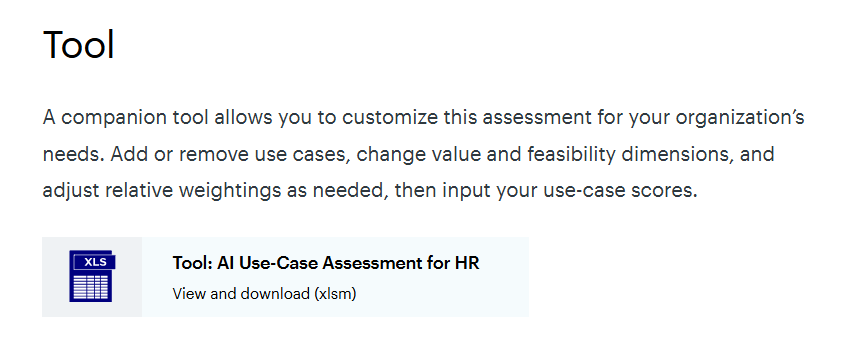 Tool
A companion tool allows you to customize this assessment for your organization’s
needs. Add or remove use cases, change value and feasibility dimensions, and
adjust relative weightings as needed, then input your use-case scores.
XLS
Tool: AI Use-Case Assessment for HR
View and download (xlsm)